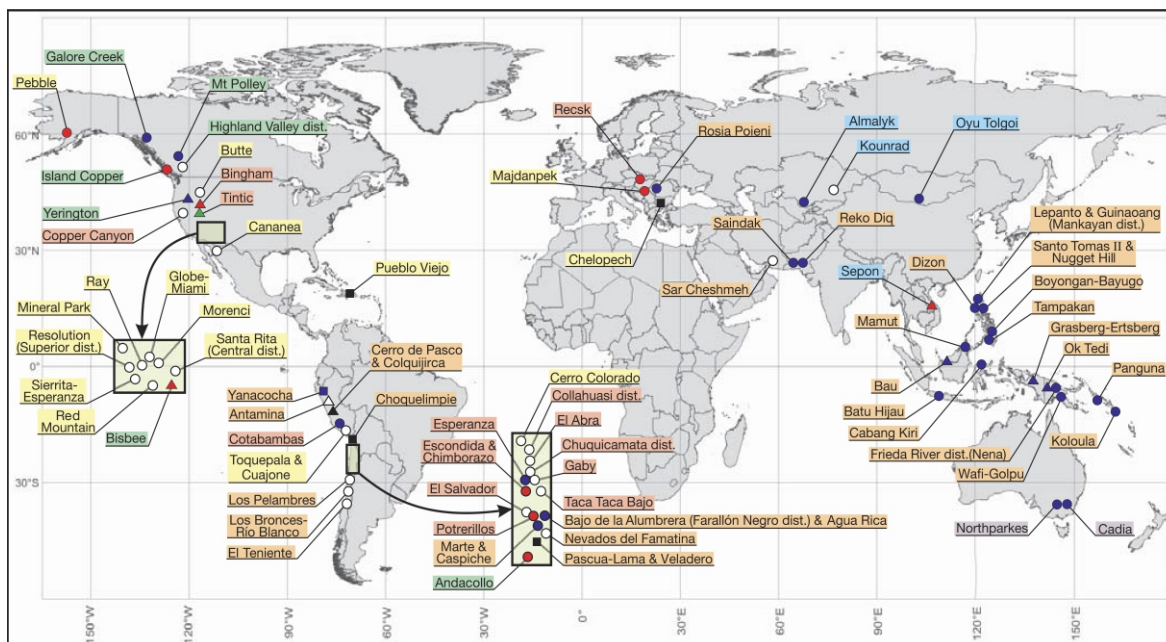 Galore Creek
Mt Polley
Pebble
Highland Valley dist.
Butte
Bingham
Island Copper
Tintic
Yerington
Copper Canyon
Cananea
Globe-
Miami
Ray
Morenci
Mineral Park
Resolution
(Superior dist.)
Santa Rita
(Central dist.)
Sierrita-
Esperanza
Red
Mountain
Bisbee
Pueblo Viejo
Cerro de Pasco
& Colquijirca
Yanacocha
Choquelimpie
Antamina
Cotabambas
Toquepala &
Cuajone
Los Pelambres
Los Bronces-
Río Blanco
El Teniente
Cerro Colorado
Collahuasi dist.
El Abra
Esperanza
Chuquicamata dist.
Escondida &
Chimborazo
Gaby
El Salvador
Taca Taca Bajo
Potrerillos
Bajo de la Alumbrera (Farallón Negro dist.) & Agua Rica
Marte &
Caspiche
Nevados del Famatina
Pascua-Lama & Veladero
Andacollo
Recsk
Rosia Poieni
Almalyk
Oyu Tolgoi
Kounrad
Majdanpek
Chelopech
Saindak
Reko Diq
Sar Cheshmeh
Lepanto & Guinaoang
(Mankayan dist.)
Dizon
Santo Tomas II &
Nugget Hill
Sepon
Boyongan-Bayugo
Mamut
Tampakan
Grasberg-Ertsberg
Ok Tedi
Bau
Panguna
Batu Hijau
Cabang Kiri
Koloula
Frieda River dist.(Nena)
Wafi-Golpu
Northparkes
Cadia
60°N
30°N
0°
30°S
150°W
120°W
90°W
60°W
30°W
0°
30°E
60°E
90°E
120°E
150°E